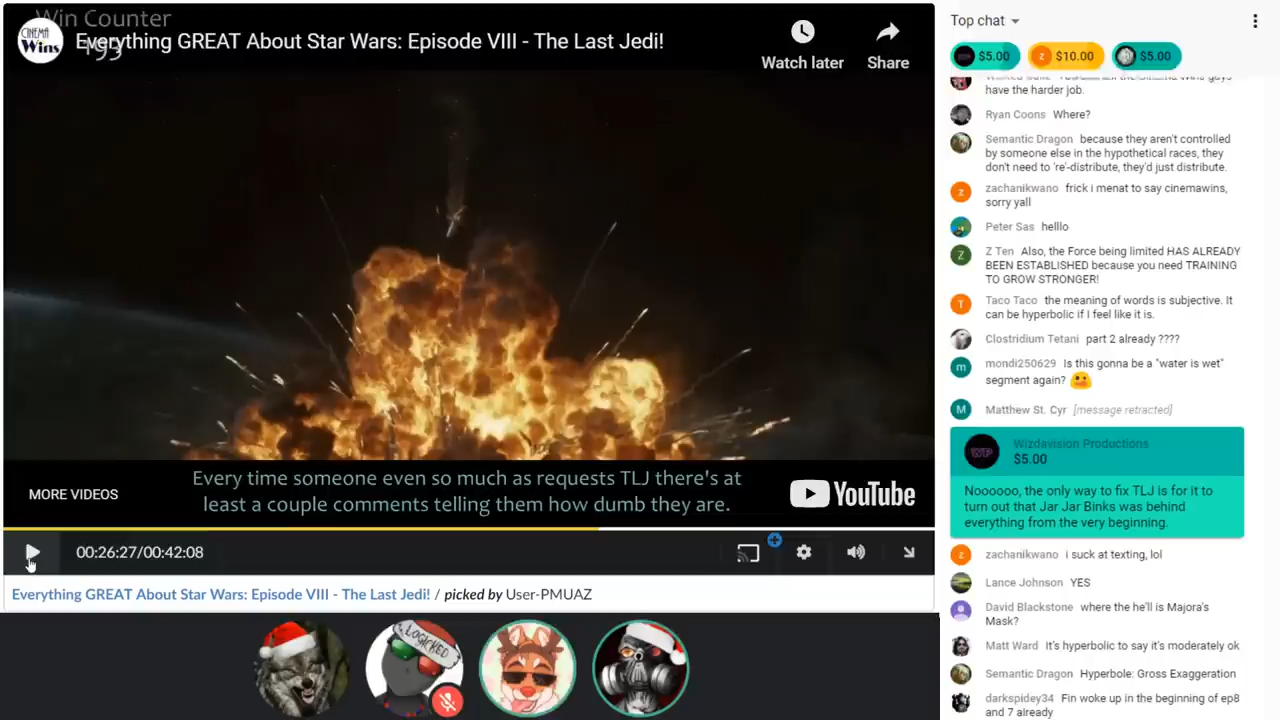 Win Counter
199
CINEMA
Wins
Everything GREAT About Star Wars: Episode VIII - The Last Jedi!
Watch later
Share
Every time someone even so much as requests TLJ there's at
least a couple comments telling them how dumb they are.
MORE VIDEOS
YouTube
00:26:27/00:42:08
Everything GREAT About Star Wars: Episode VIII - The Last Jedi! / picked by User-PMUAZ
LOGICKED
Top chat
$5.00
z $10.00
$5.00
have the harder job.
Ryan Coons Where?
Semantic Dragon because they aren't controlled
by someone else in the hypothetical races, they
don't need to 're'-distribute, they'd just distribute.
z zachanikwano frick i menat to say cinemawins,
sorry yall
Peter Sas helllo
Z Z Ten Also, the Force being limited HAS ALREADY
BEEN ESTABLISHED because you need TRAINING
TO GROW STRONGER!
T Taco Taco the meaning of words is subjective. It
can be hyperbolic if I feel like it is.
Clostridium Tetani part 2 already ????
m mondi250629 Is this gonna be a "water is wet"
segment again?
M Matthew St. Cyr [message retracted]
WP Wizdavision Productions
$5.00
Noooooo, the only way to fix TLJ is for it to
turn out that Jar Jar Binks was behind
everything from the very beginning.
z zachanikwano i suck at texting, lol
Lance Johnson YES
David Blackstone where the he'll is Majora's
Mask?
Matt Ward It's hyperbolic to say it's moderately ok
Semantic Dragon Hyperbole: Gross Exaggeration
darkspidey34 Fin woke up in the beginning of ep8
and 7 already